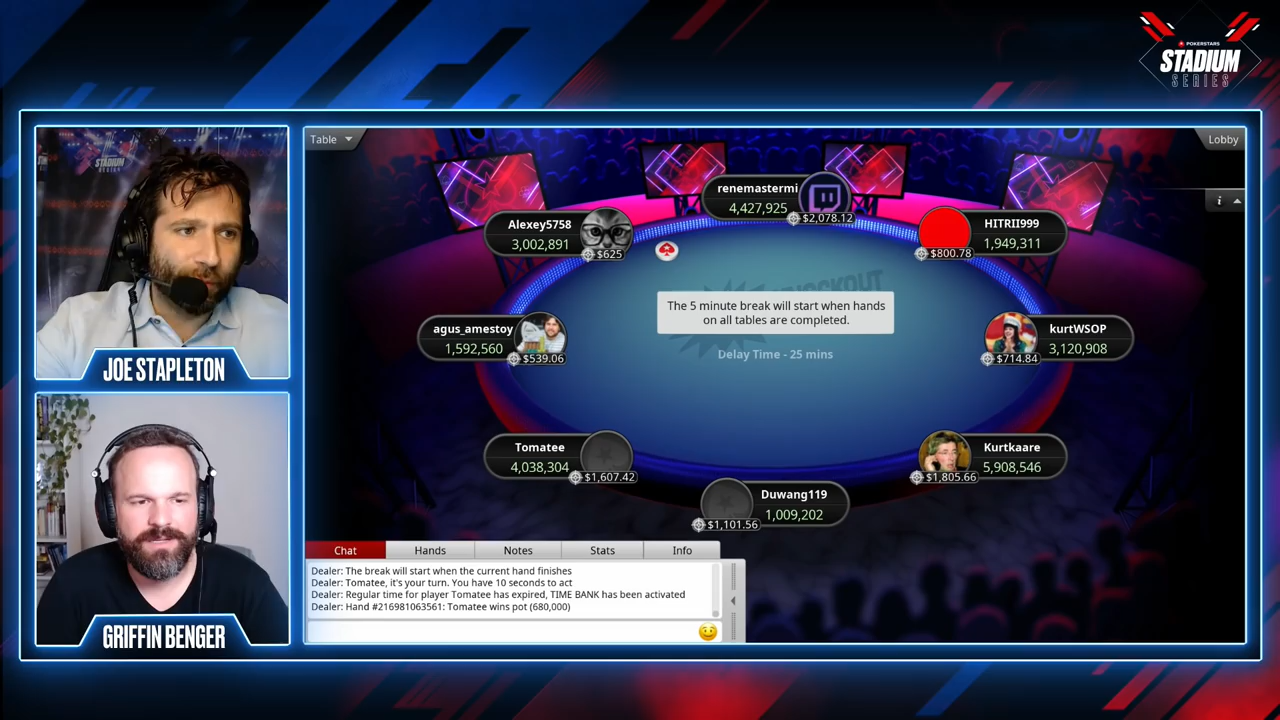 POKERSTARS
STADIUM
SERIES
STADIUM
SERIES
JOE STAPLETON
GRIFFIN BENGER
Table
Lobby
i
renemastermi
4,427,925
$2,078.12
Alexey5758
3,002,891
$625
HITRII999
1,949,311
$800.78
The 5 minute break will start when hands
on all tables are completed.
Delay Time - 25 mins
agus_amestoy
1,592,560
$539.06
kurtWSOP
3,120,908
$714.84
Tomatee
4,038,304
$1,607.42
Kurtkaare
5,908,546
$1,805.66
Duwang119
1,009,202
$1,101.56
Chat Hands Notes Stats Info
Dealer: The break will start when the current hand finishes
Dealer: Tomatee, it's your turn. You have 10 seconds to act
Dealer: Regular time for player Tomatee has expired, TIME BANK has been activated
Dealer: Hand #216981063561: Tomatee wins pot (680,000)